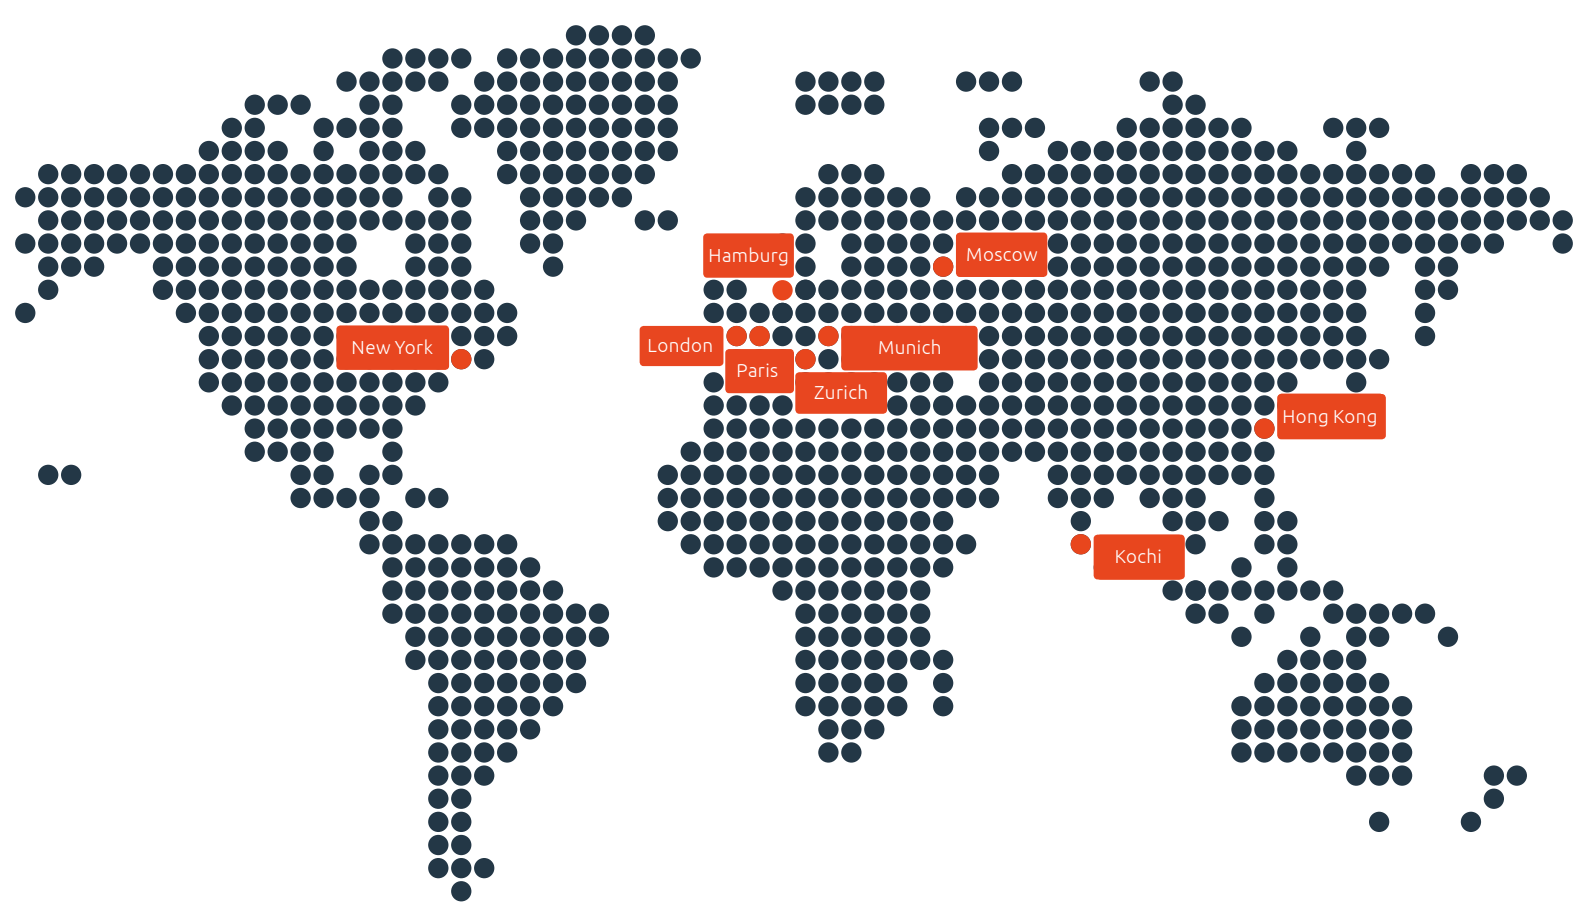 Hamburg
Moscow
New York
London
Munich
Paris
Zurich
Hong Kong
Kochi